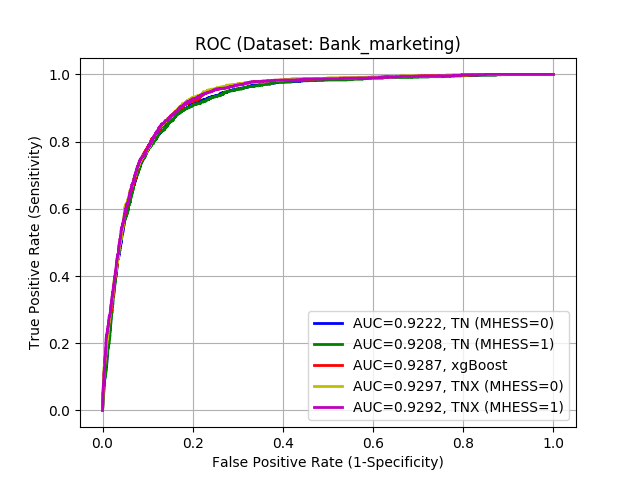 ROC (Dataset: Bank_marketing)
1.0
0.8
0.6
0.4
0.2
0.0
True Positive Rate (Sensitivity)
AUC=0.9222, TN (MHESS=0)
AUC=0.9208, TN (MHESS=1)
AUC=0.9287, xgBoost
AUC=0.9297, TNX (MHESS=0)
AUC=0.9292, TNX (MHESS=1)
0.0 0.2 0.4 0.6 0.8 1.0
False Positive Rate (1-Specificity)